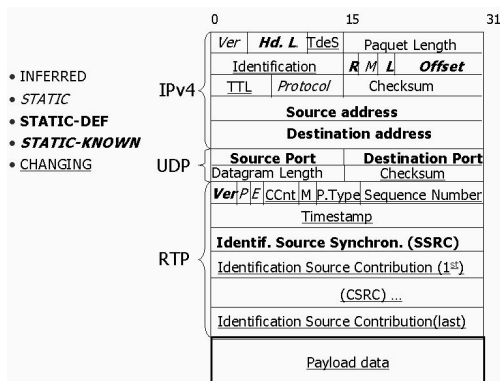 0 15 31
• INFERRED
• STATIC
• STATIC-DEF
• STATIC-KNOWN
• CHANGING
IPv4
Ver Hd. L. TdeS Paquet Length
Identification R M L Offset
TTL Protocol Checksum
Source address
Destination address
UDP
Source Port Destination Port
Datagram Length Checksum
RTP
Ver P E CCnt M P.Type Sequence Number
Timestamp
Identif. Source Synchron. (SSRC)
Identification Source Contribution (1st)
(CSRC) ...
Identification Source Contribution(last)
Payload data